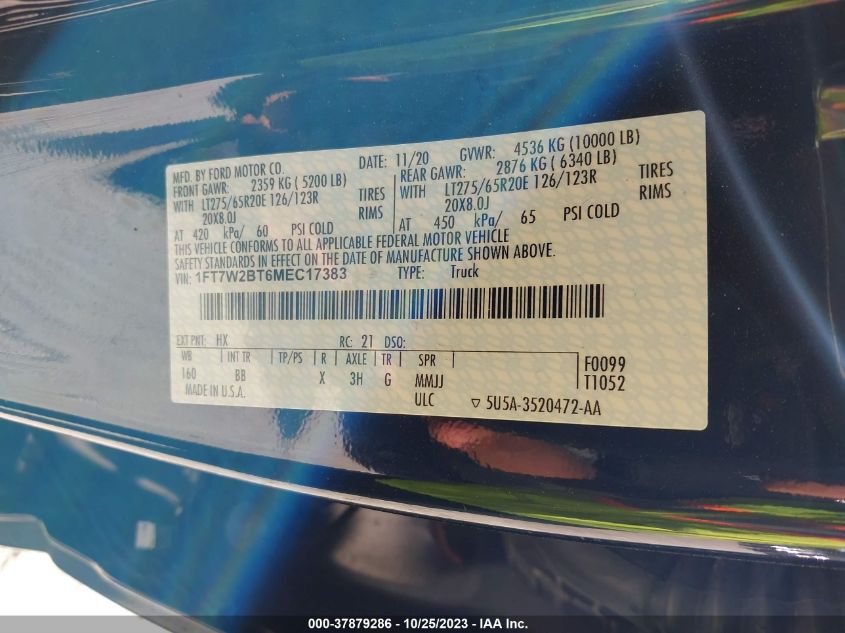 MFD. BY FORD MOTOR CO. DATE: 11/20 GVWR: 4536 KG (10000 LB)
FRONT GAWR: 2359 KG ( 5200 LB) REAR GAWR: 2876 KG ( 6340 LB)
WITH LT275/65R20E 126/123R TIRES WITH LT275/65R20E 126/123R TIRES
20X8.0J RIMS 20X8.0J RIMS
AT 420 kPa/ 60 PSI COLD AT 450 kPa/ 65 PSI COLD
THIS VEHICLE CONFORMS TO ALL APPLICABLE FEDERAL MOTOR VEHICLE
SAFETY STANDARDS IN EFFECT ON THE DATE OF MANUFACTURE SHOWN ABOVE.
VIN: 1FT7W2BT6MEC17383 TYPE: Truck
EXT PNT: HX RC: 21 DSO:
WB INT TR TP/PS R AXLE TR SPR F0099
160 BB X 3H G MMJJ T1052
MADE IN U.S.A. ULC ▽ 5U5A-3520472-AA
000-37879286 - 10/25/2023 - IAA Inc.